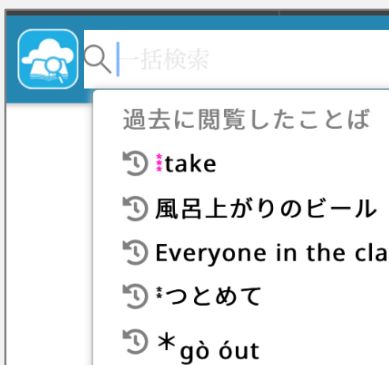 一括検索
過去に閲覧したことば
⁂take
風呂上がりのビール
Everyone in the cla
*つとめて
*gò óut